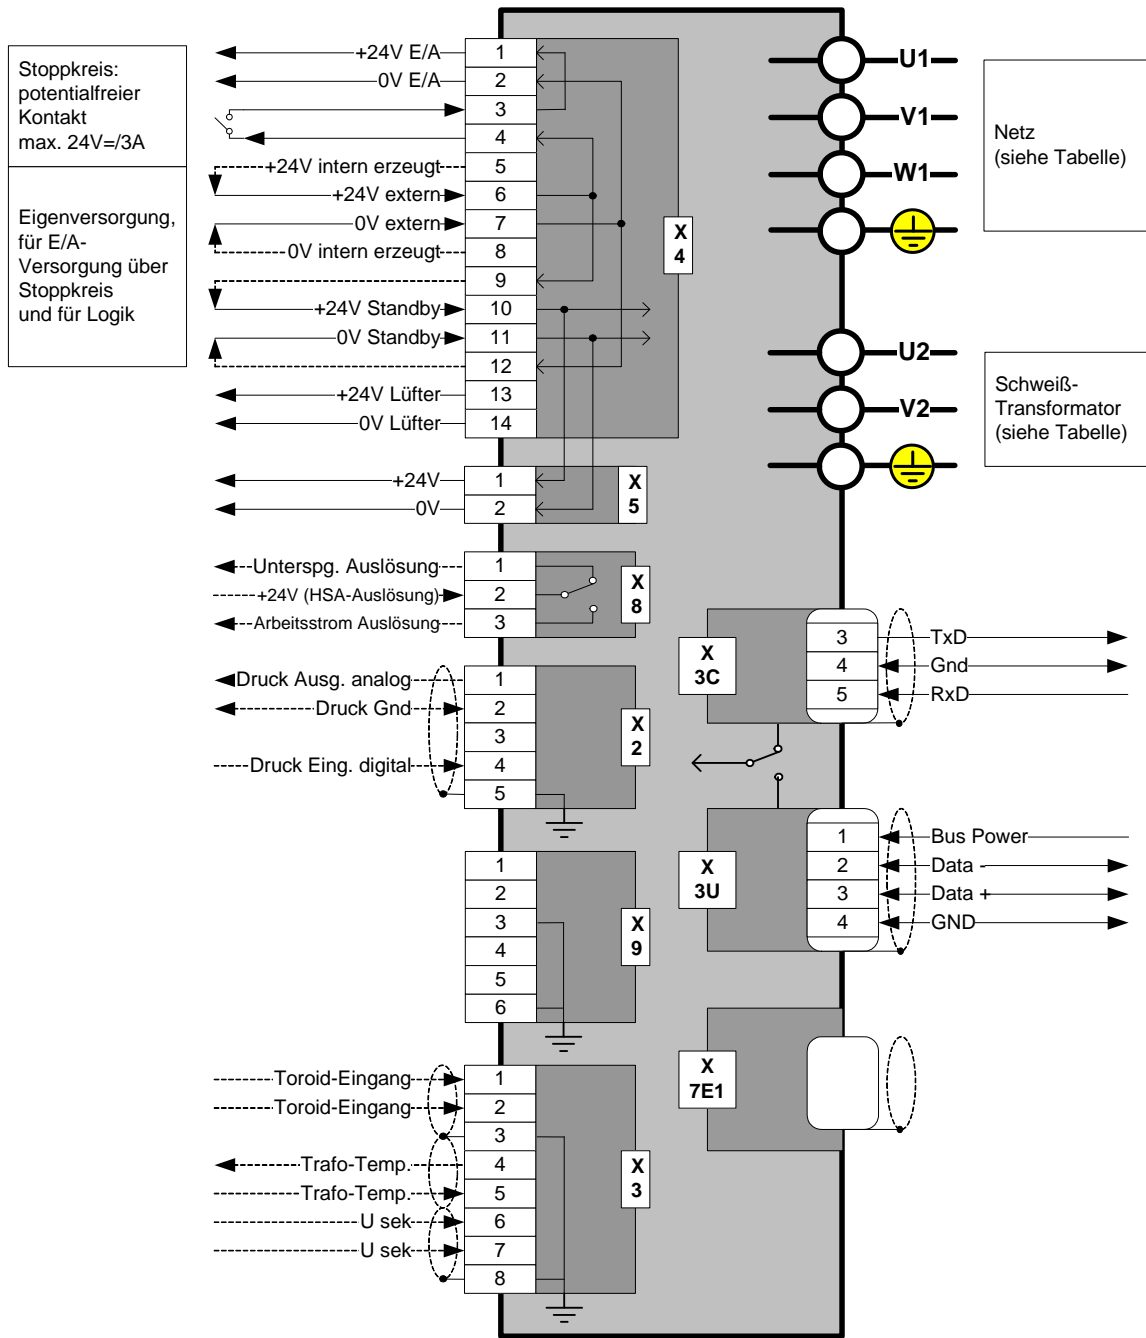 Stoppkreis:
potentialfreier
Kontakt
max. 24V=/3A
Eigenversorgung,
für E/A-
Versorgung über
Stoppkreis
und für Logik
+24V E/A 1
0V E/A 2
3
4
+24V intern erzeugt 5
+24V extern 6
0V extern 7
0V intern erzeugt 8
9
+24V Standby 10
0V Standby 11
12
+24V Lüfter 13
0V Lüfter 14
X
4
+24V 1
0V 2
X
5
Unterspg. Auslösung 1
+24V (HSA-Auslösung) 2
Arbeitsstrom Auslösung 3
X
8
Druck Ausg. analog 1
Druck Gnd 2
3
Druck Eing. digital 4
5
X
2
1
2
3
4
5
6
X
9
Toroid-Eingang 1
Toroid-Eingang 2
3
Trafo-Temp. 4
Trafo-Temp. 5
U sek 6
U sek 7
8
X
3
U1
V1
W1
Netz
(siehe Tabelle)
U2
V2
Schweiß-
Transformator
(siehe Tabelle)
X
3C
3 TxD
4 Gnd
5 RxD
X
3U
1 Bus Power
2 Data -
3 Data +
4 GND
X
7E1